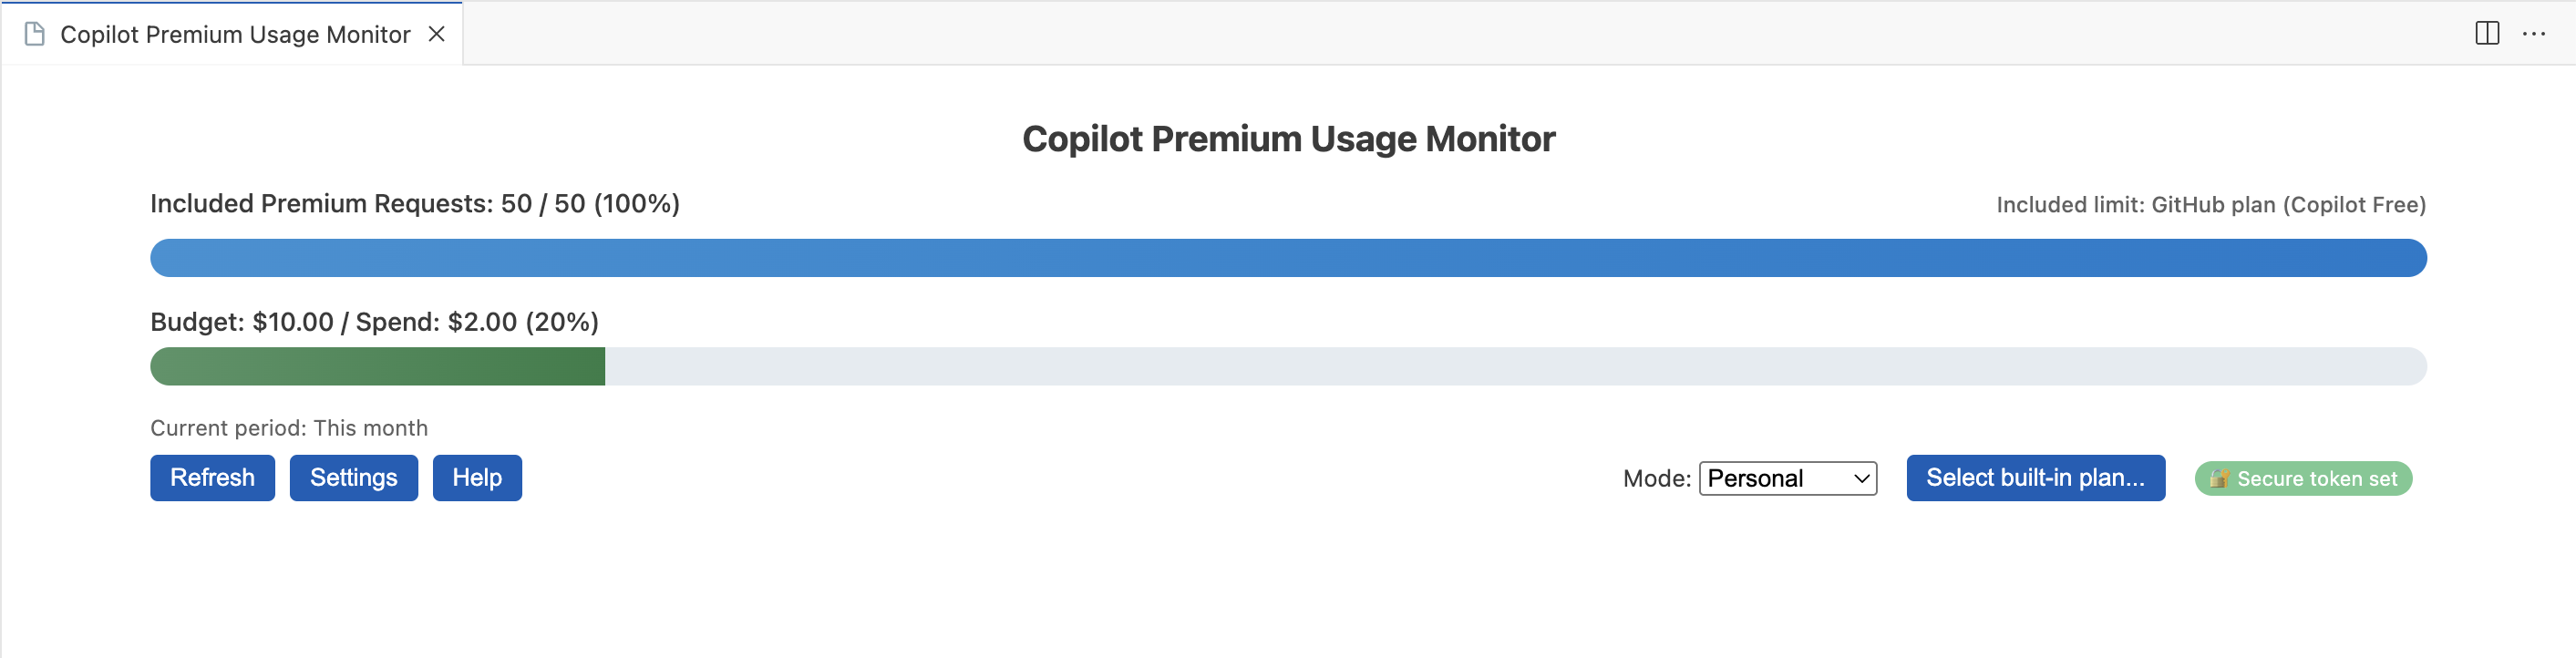 Copilot Premium Usage Monitor
Copilot Premium Usage Monitor
Included Premium Requests: 50 / 50 (100%)
Included limit: GitHub plan (Copilot Free)
Budget: $10.00 / Spend: $2.00 (20%)
Current period: This month
Refresh Settings Help Mode: Personal Select built-in plan... Secure token set